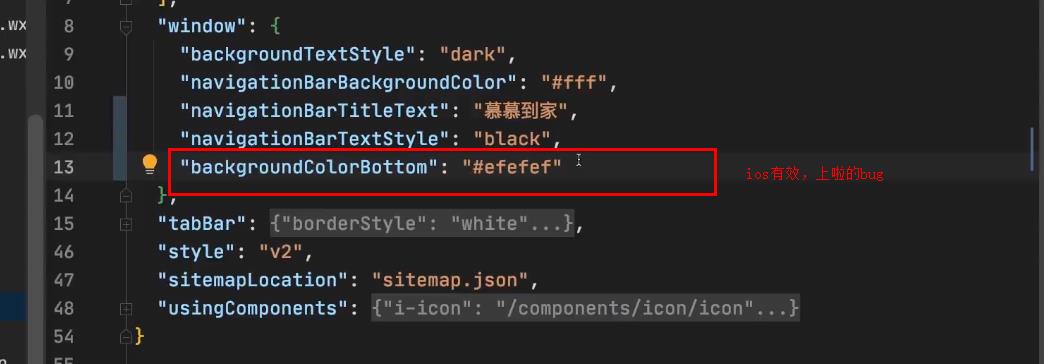 .wx
.wx
7
],
8
"window": {
9
"backgroundTextStyle": "dark",
10
"navigationBarBackgroundColor": "#fff",
11
"navigationBarTitleText": "慕慕到家",
12
"navigationBarTextStyle": "black",
13
"backgroundColorBottom": "#efefef"
ios有效，上啦的bug
14
},
15
"tabBar": {"borderStyle": "white"...},
46
"style": "v2",
47
"sitemapLocation": "sitemap.json",
48
"usingComponents": {"i-icon": "/components/icon/icon"...}
54
}
55